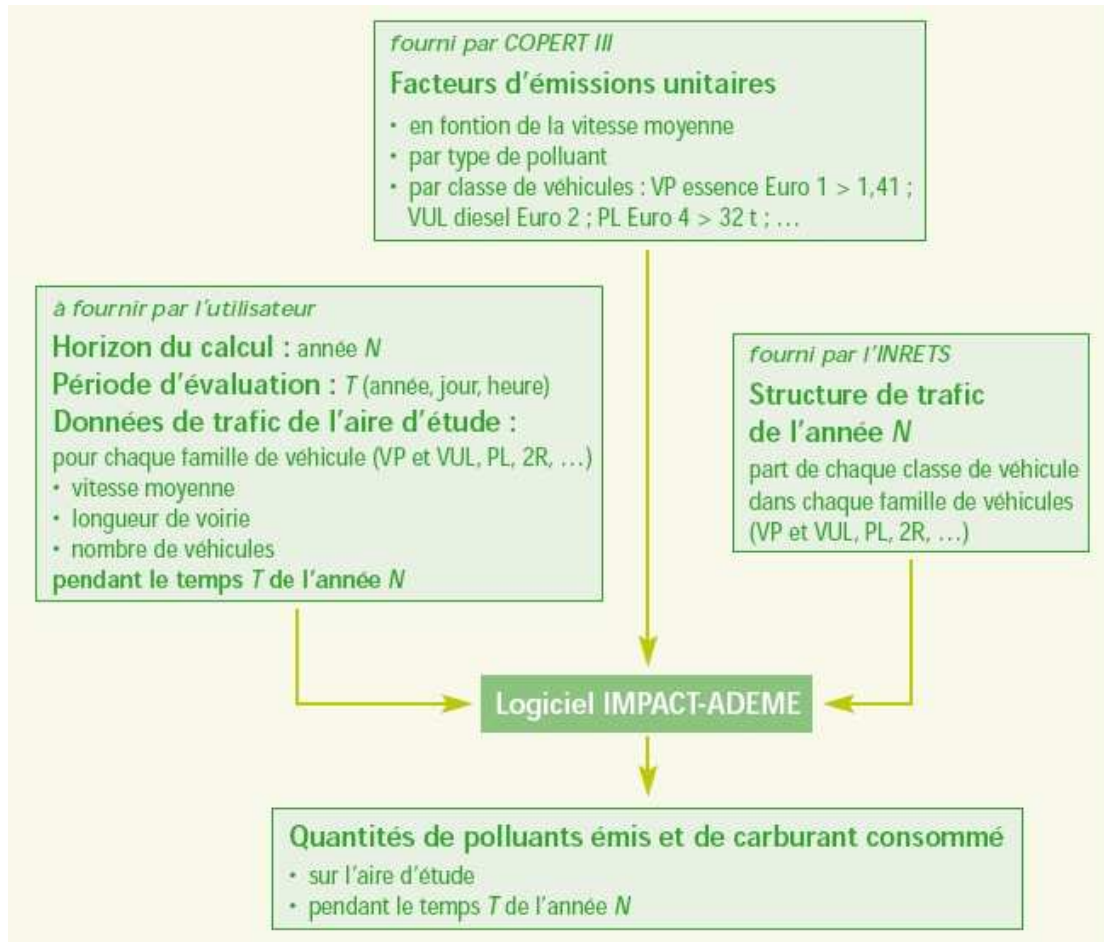 fourni par COPERT III
Facteurs d'émissions unitaires
• en fontion de la vitesse moyenne
• par type de polluant
• par classe de véhicules : VP essence Euro 1 > 1,41 ;
VUL diesel Euro 2 ; PL Euro 4 > 32 t ; …
à fournir par l'utilisateur
Horizon du calcul : année N
Période d'évaluation : T (année, jour, heure)
Données de trafic de l'aire d'étude :
pour chaque famille de véhicule (VP et VUL, PL, 2R, …)
• vitesse moyenne
• longueur de voirie
• nombre de véhicules
pendant le temps T de l'année N
fourni par l'INRETS
Structure de trafic
de l'année N
part de chaque classe de véhicule
dans chaque famille de véhicules
(VP et VUL, PL, 2R, …)
Logiciel IMPACT-ADEME
Quantités de polluants émis et de carburant consommé
• sur l'aire d'étude
• pendant le temps T de l'année N